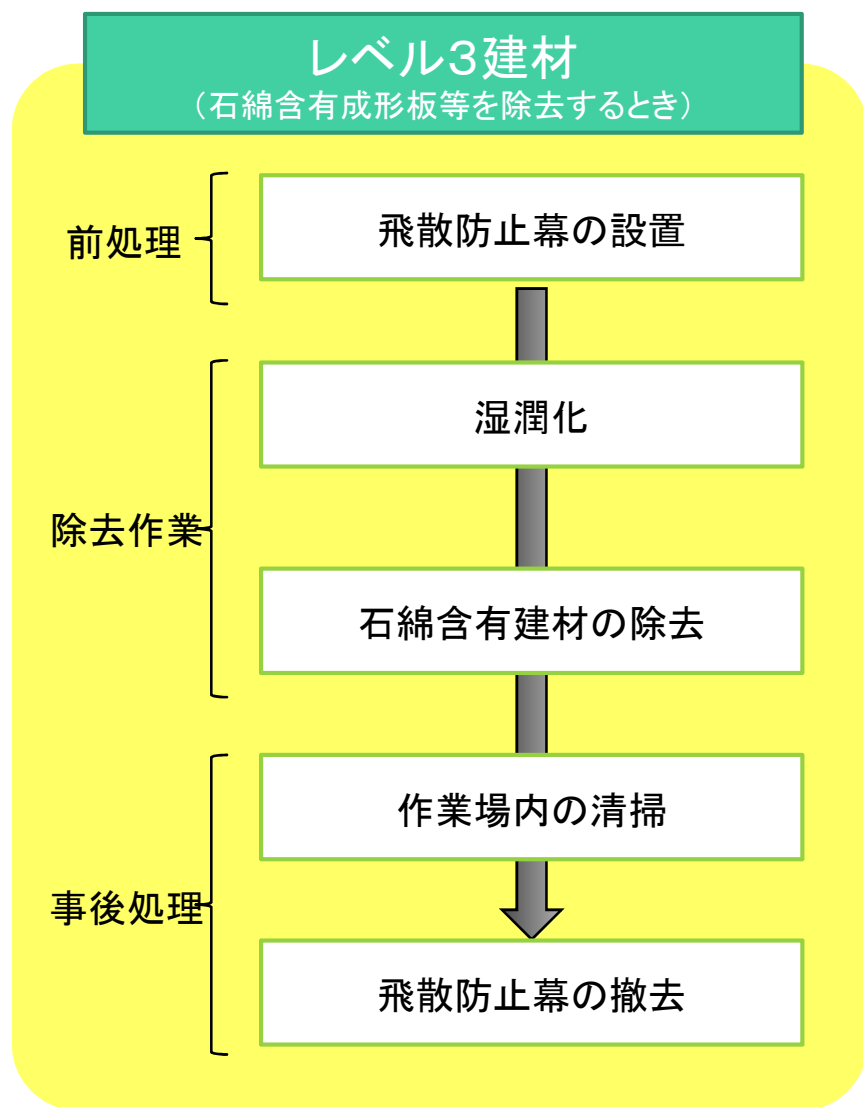 レベル３建材
（石綿含有成形板等を除去するとき）
前処理
飛散防止幕の設置
除去作業
湿潤化
石綿含有建材の除去
事後処理
作業場内の清掃
飛散防止幕の撤去